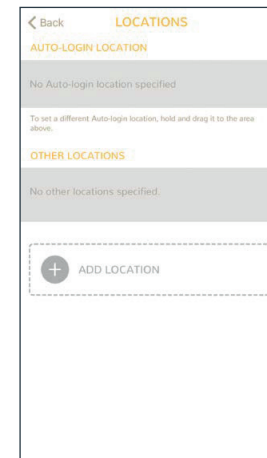 Back LOCATIONS
AUTO-LOGIN LOCATION
No Auto-login location specified
To set a different Auto-login location, hold and drag it to the area
above.
OTHER LOCATIONS
No other locations specified.
ADD LOCATION